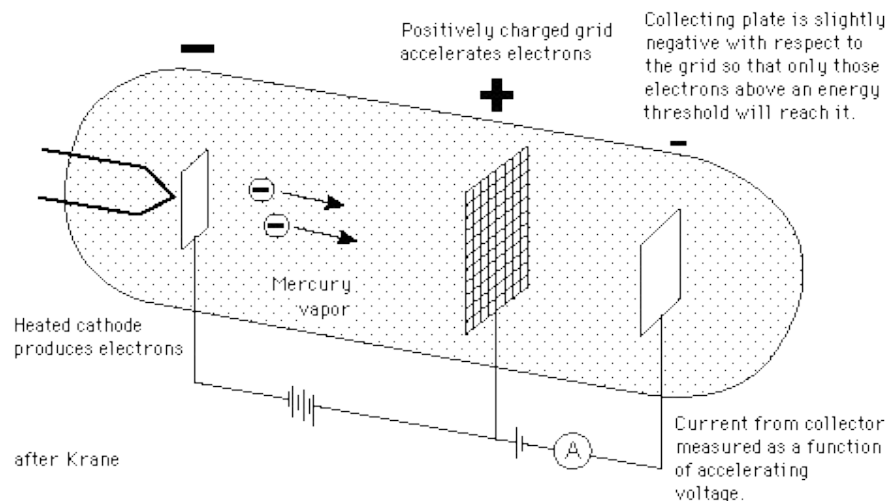 Positively charged grid
accelerates electrons
Collecting plate is slightly
negative with respect to
the grid so that only those
electrons above an energy
threshold will reach it.
Mercury
vapor
Heated cathode
produces electrons
A
Current from collector
measured as a function
of accelerating
voltage.
after Krane